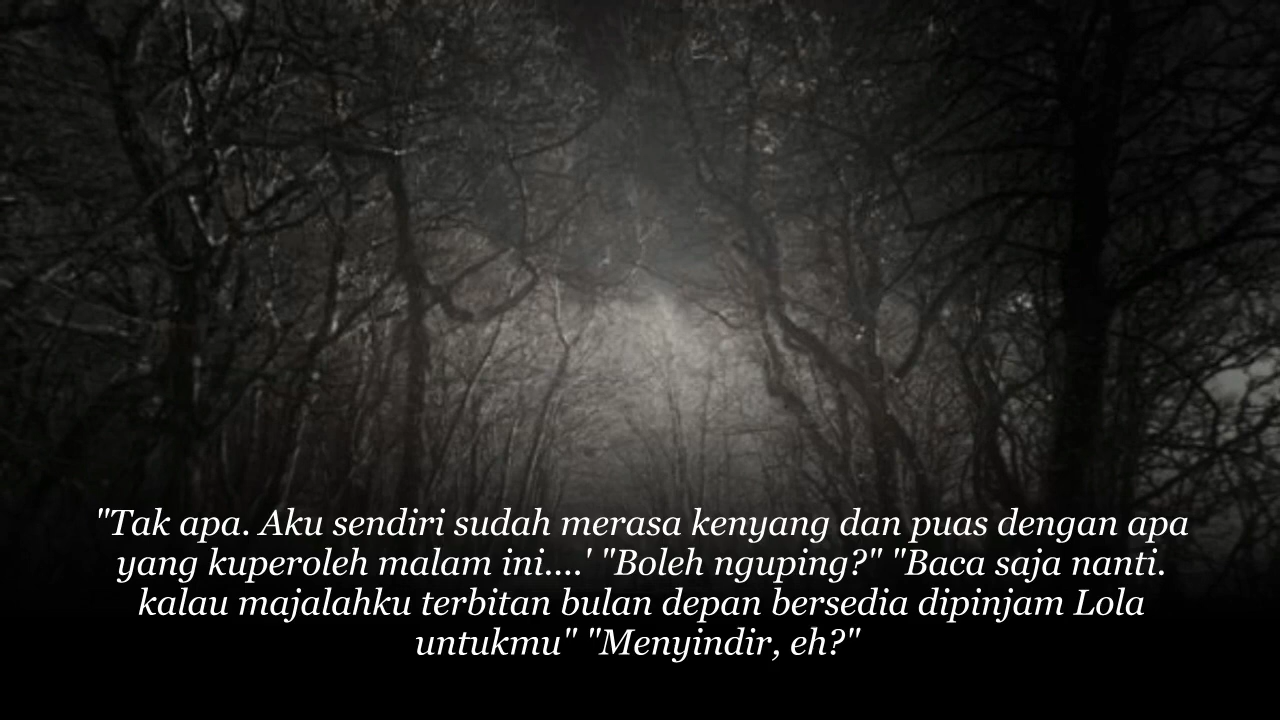 "Tak apa. Aku sendiri sudah merasa kenyang dan puas dengan apa
yang kuperoleh malam ini....' "Boleh nguping?" "Baca saja nanti.
kalau majalahku terbitan bulan depan bersedia dipinjam Lola
untukmu" "Menyindir, eh?"